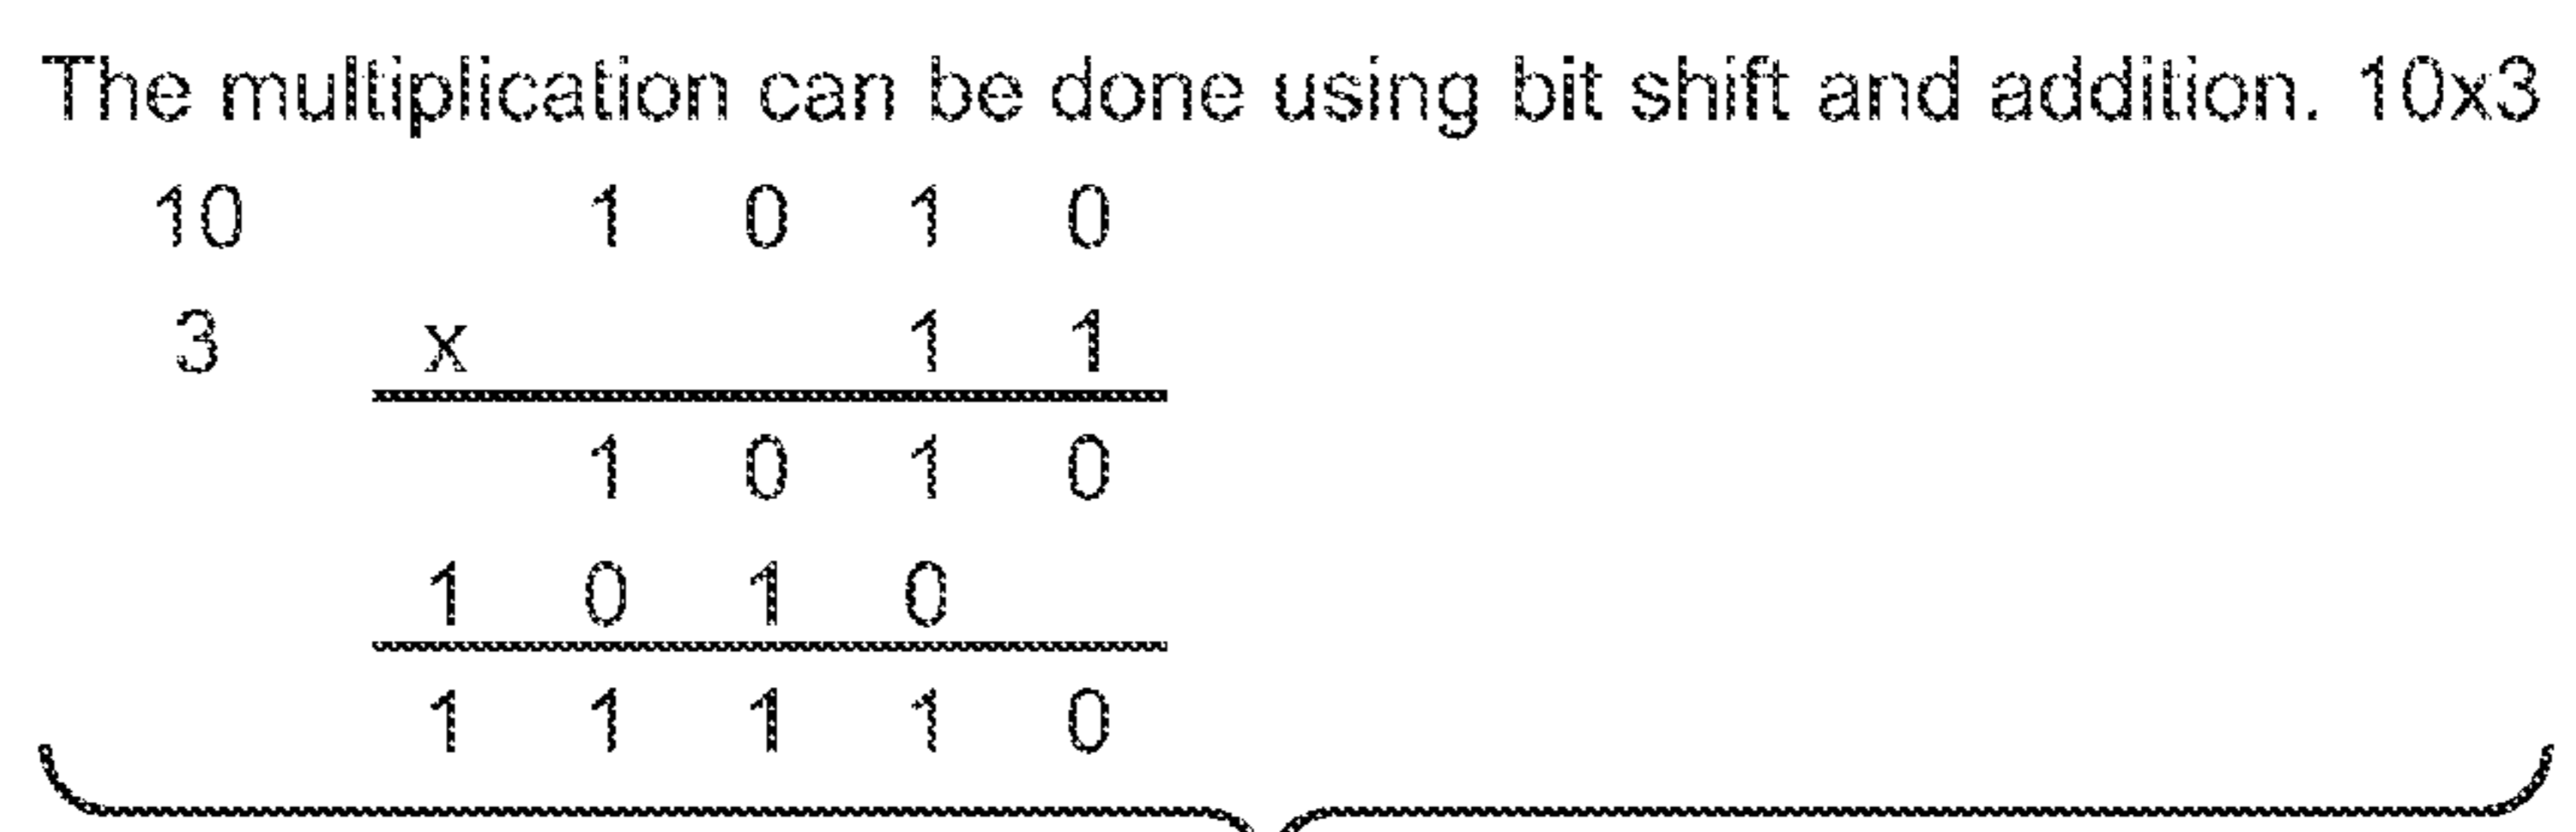 The multiplication can be done using bit shift and addition. 10x3
10 1 0 1 0
3 x 1 1
1 0 1 0
1 0 1 0
1 1 1 1 0